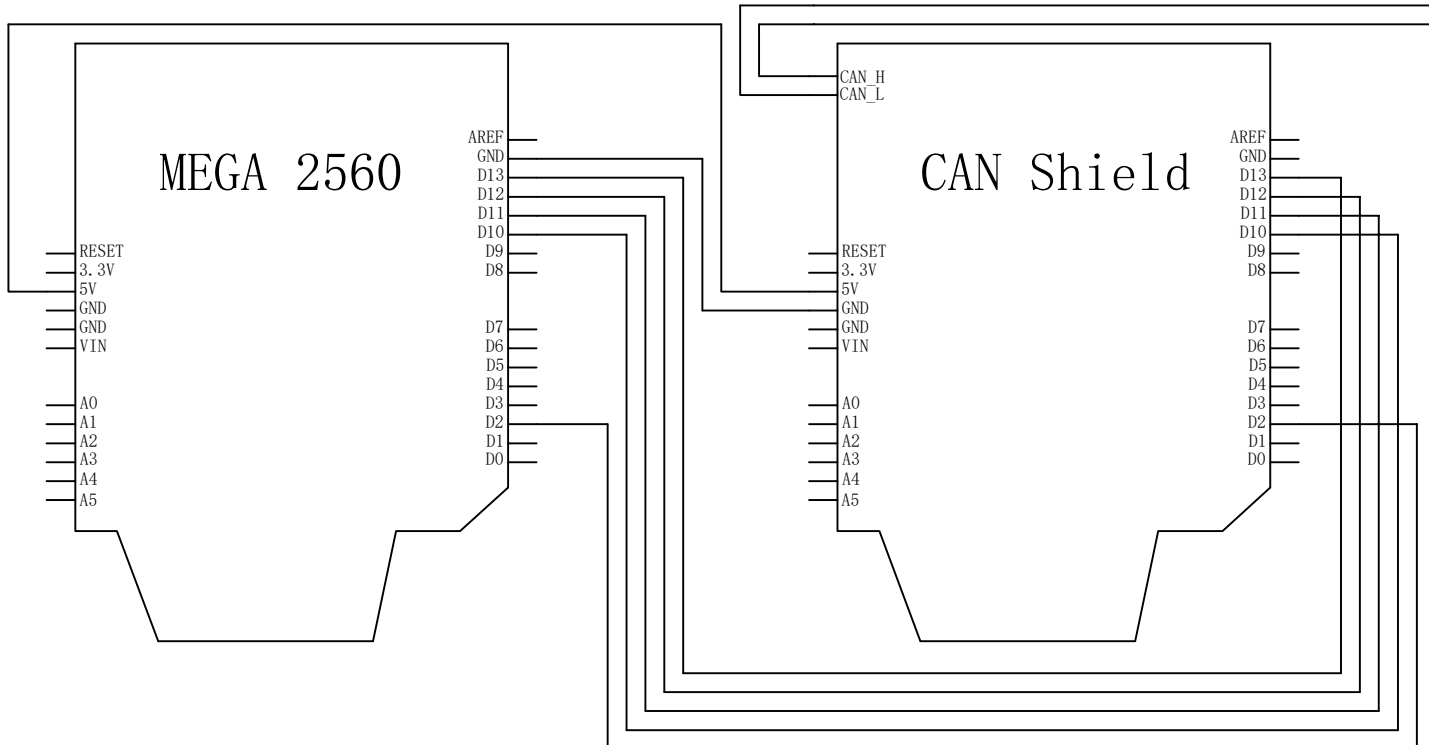 MEGA 2560
AREF
GND
D13
D12
D11
D10
D9
D8
D7
D6
D5
D4
D3
D2
D1
D0
RESET
3.3V
5V
GND
GND
VIN
A0
A1
A2
A3
A4
A5
CAN_H
CAN_L
CAN Shield
AREF
GND
D13
D12
D11
D10
D9
D8
D7
D6
D5
D4
D3
D2
D1
D0
RESET
3.3V
5V
GND
GND
VIN
A0
A1
A2
A3
A4
A5